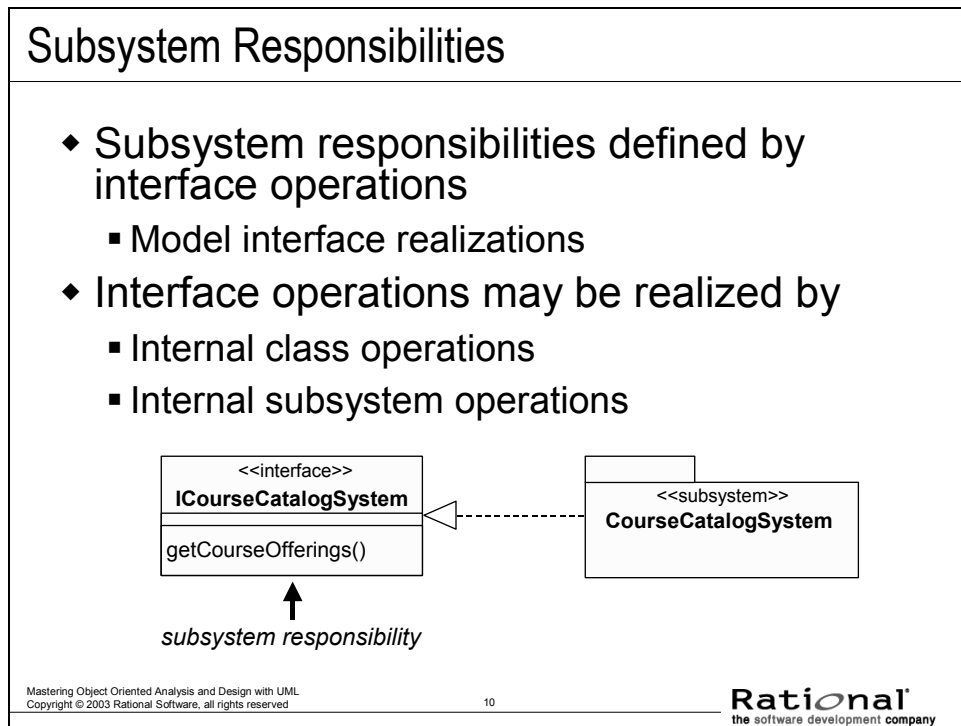 Subsystem Responsibilities
◆ Subsystem responsibilities defined by
interface operations
▪ Model interface realizations
◆ Interface operations may be realized by
▪ Internal class operations
▪ Internal subsystem operations
<<interface>>
ICourseCatalogSystem
getCourseOfferings()
<<subsystem>>
CourseCatalogSystem
subsystem responsibility
Mastering Object Oriented Analysis and Design with UML
Copyright © 2003 Rational Software, all rights reserved
10
Rational
the software development company